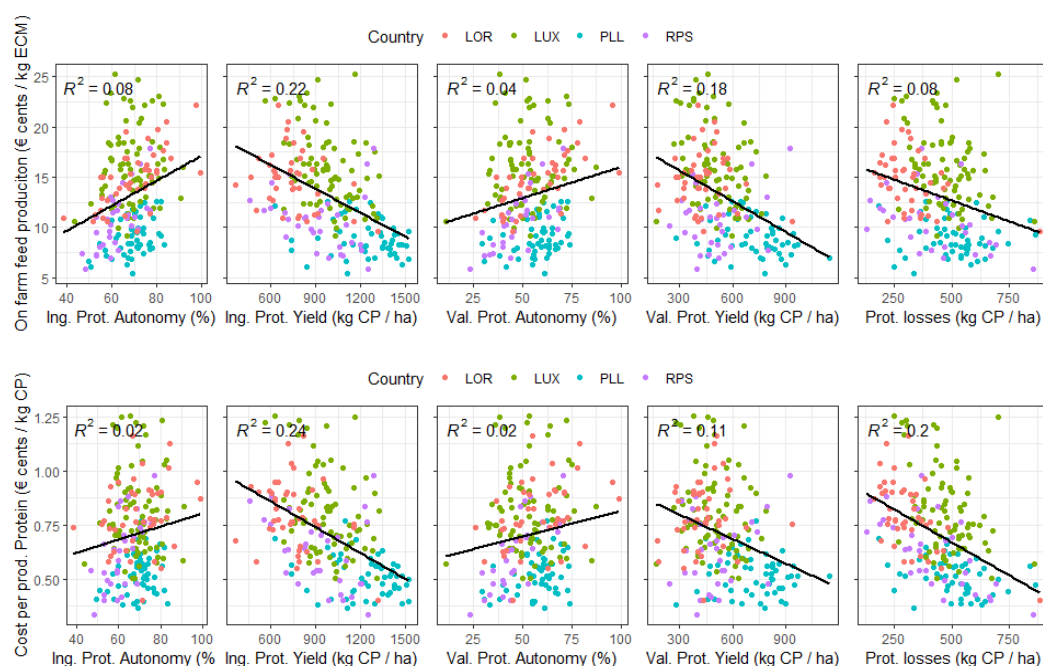 Country LOR LUX PLL RPS
On farm feed produciton (€ cents / kg ECM)
R² = 0.08
R² = 0.22
R² = 0.04
R² = 0.18
R² = 0.08
25
20
15
10
5
40 60 80 100
600 900 1200 1500
25 50 75 100
300 600 900
250 500 750
Ing. Prot. Autonomy (%)
Ing. Prot. Yield (kg CP / ha)
Val. Prot. Autonomy (%)
Val. Prot. Yield (kg CP / ha)
Prot. losses (kg CP / ha)
Country LOR LUX PLL RPS
Cost per prod. Protein (€ cents / kg CP)
R² = 0.02
R² = 0.24
R² = 0.02
R² = 0.11
R² = 0.2
1.25
1.00
0.75
0.50
40 60 80 100
600 900 1200 1500
25 50 75 100
300 600 900
250 500 750
Ing. Prot. Autonomy (%
Ing. Prot. Yield (kg CP / ha)
Val. Prot. Autonomy (%)
Val. Prot. Yield (kg CP / ha)
Prot. losses (kg CP / ha)